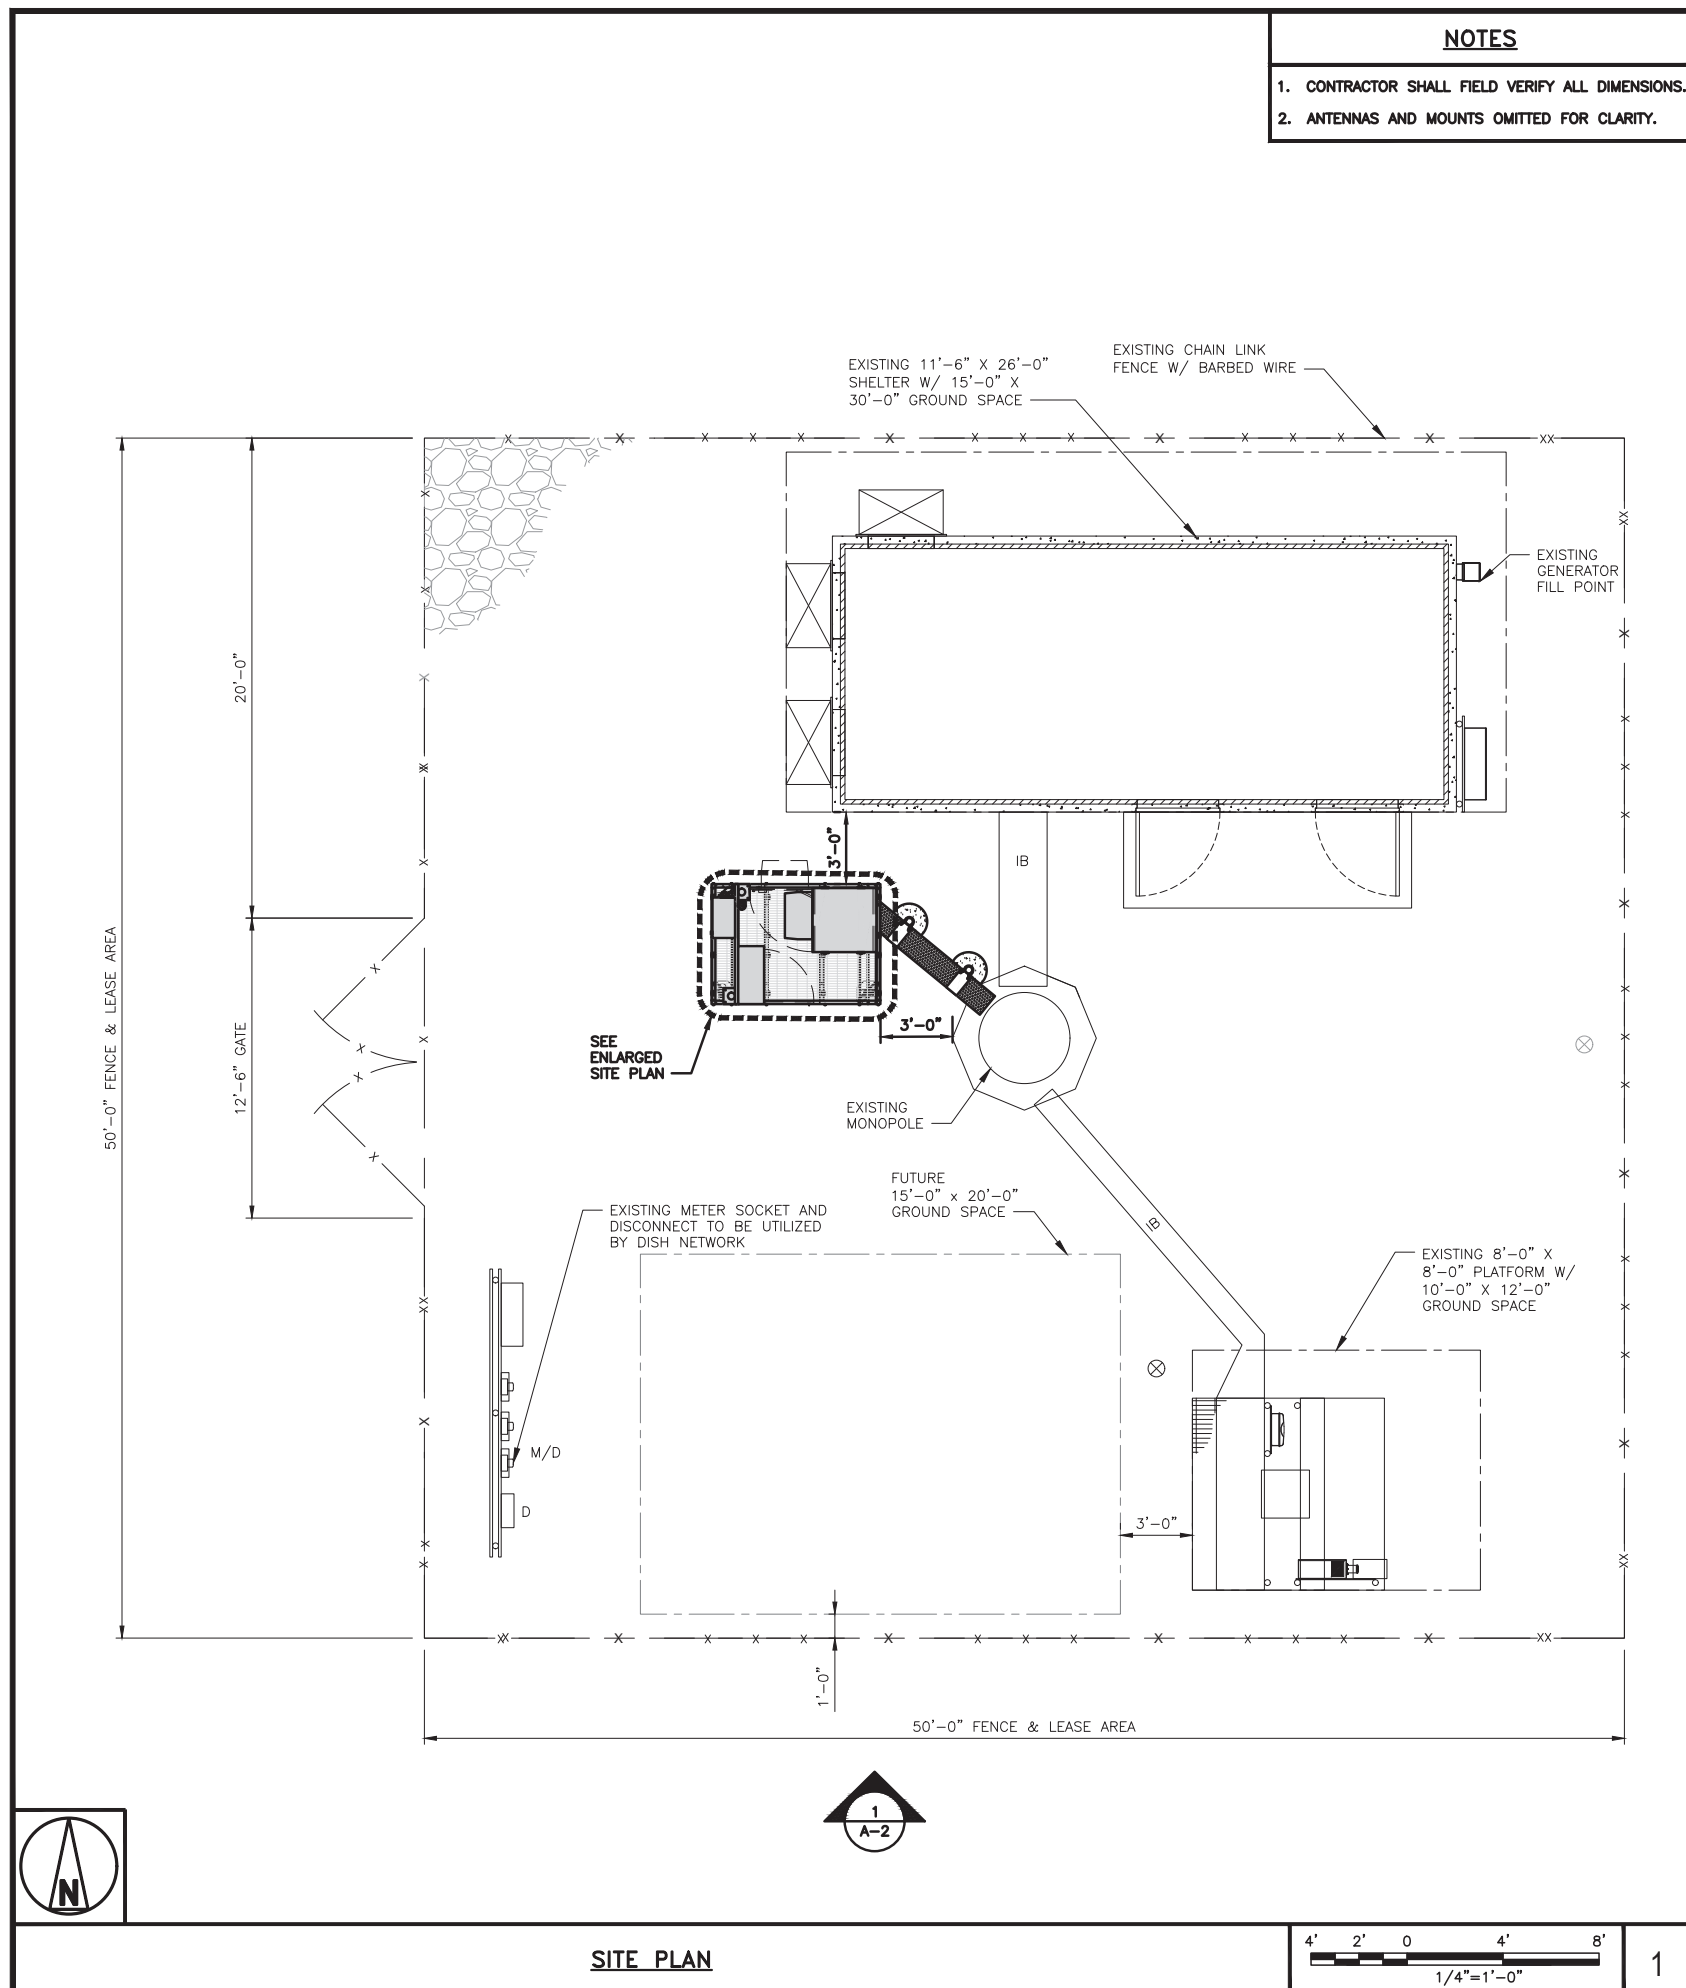 NOTES
1. CONTRACTOR SHALL FIELD VERIFY ALL DIMENSIONS.
2. ANTENNAS AND MOUNTS OMITTED FOR CLARITY.
EXISTING CHAIN LINK
FENCE W/ BARBED WIRE
EXISTING 11'-6" X 26'-0"
SHELTER W/ 15'-0" X
30'-0" GROUND SPACE
EXISTING
GENERATOR
FILL POINT
20'-0"
3'-0"
IB
50'-0" FENCE & LEASE AREA
12'-6" GATE
3'-0"
SEE
ENLARGED
SITE PLAN
EXISTING
MONOPOLE
FUTURE
15'-0" x 20'-0"
GROUND SPACE
EXISTING METER SOCKET AND
DISCONNECT TO BE UTILIZED
BY DISH NETWORK
IB
EXISTING 8'-0" X
8'-0" PLATFORM W/
10'-0" X 12'-0"
GROUND SPACE
M/D
D
3'-0"
1'-0"
50'-0" FENCE & LEASE AREA
1
A-2
N
SITE PLAN
4' 2' 0 4' 8'
1/4"=1'-0"
1